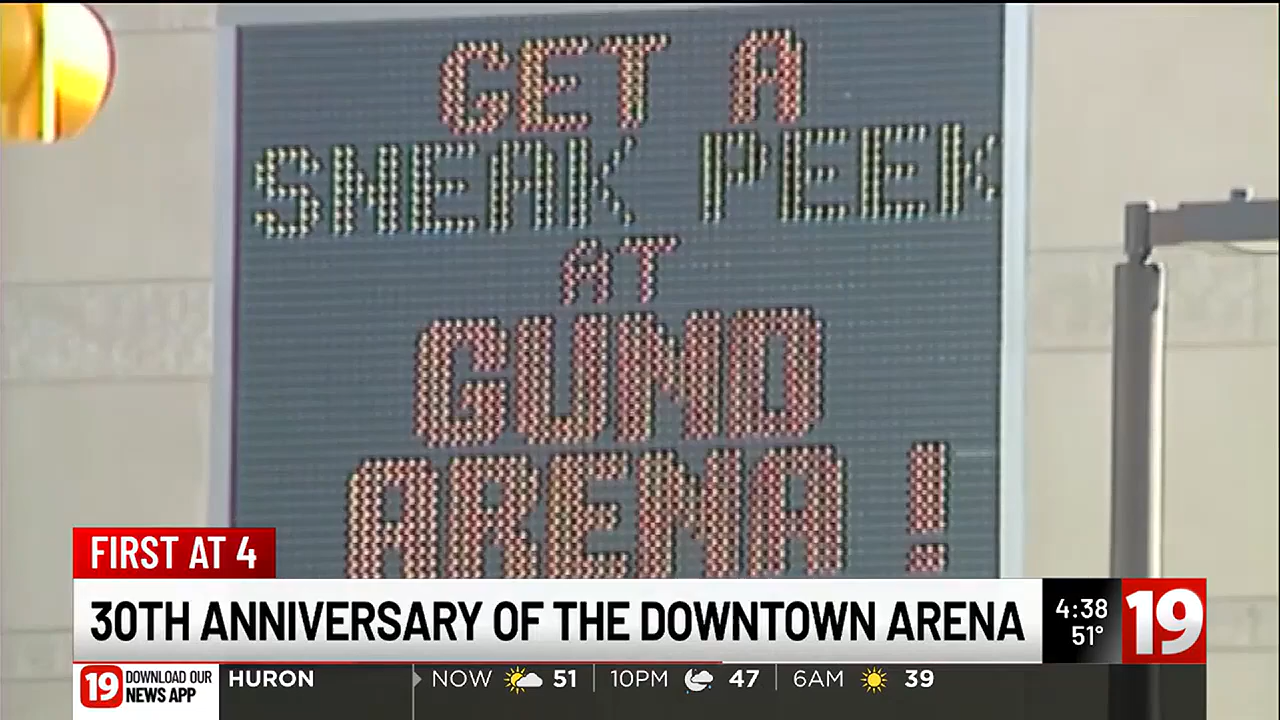 GET A
SNEAK PEEK
AT
GUND
ARENA !
FIRST AT 4
30TH ANNIVERSARY OF THE DOWNTOWN ARENA
4:38
51°
19
19 DOWNLOAD OUR
NEWS APP
HURON
NOW 51
10PM 47
6AM 39